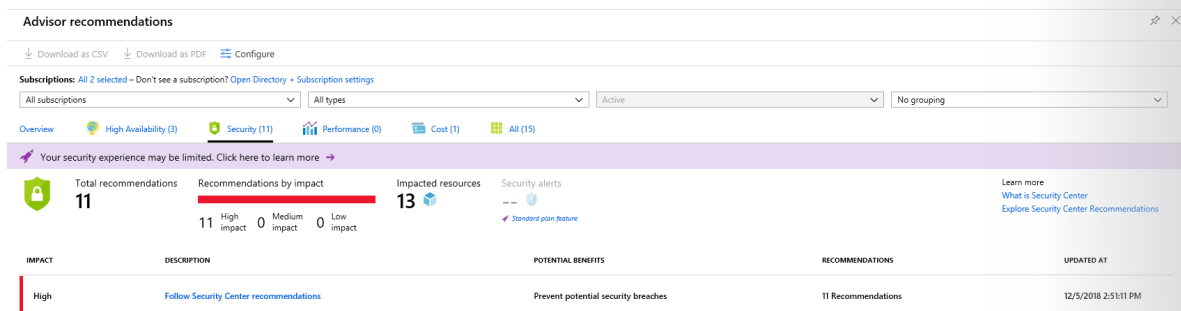 Advisor recommendations
Download as CSV Download as PDF Configure
Subscriptions: All 2 selected – Don't see a subscription? Open Directory + Subscription settings
All subscriptions All types Active No grouping
Overview High Availability (3) Security (11) Performance (0) Cost (1) All (15)
Your security experience may be limited. Click here to learn more →
Total recommendations Recommendations by impact Impacted resources Security alerts Learn more
11 13 -- What is Security Center
11 High impact 0 Medium impact 0 Low impact Standard plan feature Explore Security Center Recommendations
IMPACT DESCRIPTION POTENTIAL BENEFITS RECOMMENDATIONS UPDATED AT
High Follow Security Center recommendations Prevent potential security breaches 11 Recommendations 12/5/2018 2:51:11 PM